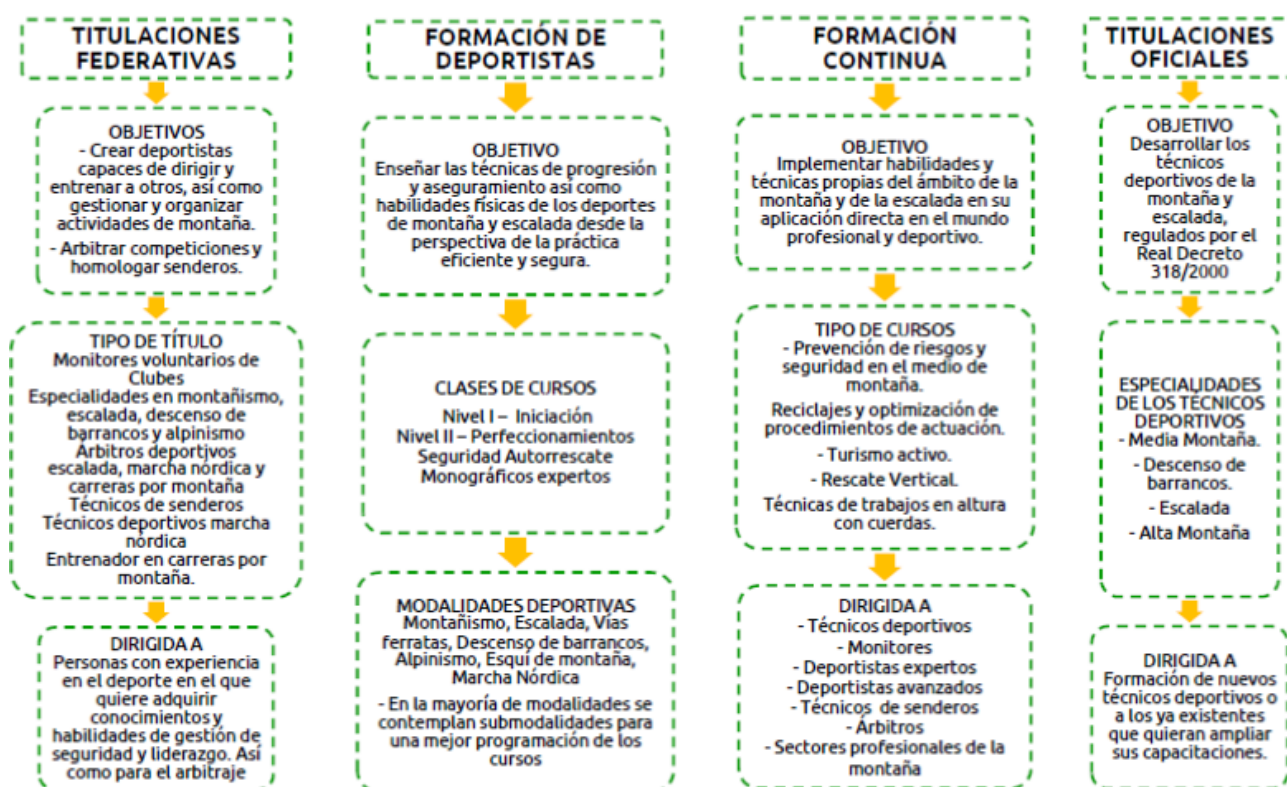 TITULACIONES
FEDERATIVAS
OBJETIVOS
- Crear deportistas
capaces de dirigir y
entrenar a otros, así como
gestionar y organizar
actividades de montaña.
- Arbitrar competiciones y
homologar senderos.
TIPO DE TÍTULO
Monitores voluntarios de
Clubes
Especialidades en montañismo,
escalada, descenso de
barrancos y alpinismo
Árbitros deportivos
escalada, marcha nórdica y
carreras por montaña
Técnicos de senderos
Técnicos deportivos marcha
nórdica
Entrenador en carreras por
montaña.
DIRIGIDA A
Personas con experiencia
en el deporte en el que
quiere adquirir
conocimientos y
habilidades de gestión de
seguridad y liderazgo. Así
como para el arbitraje
FORMACIÓN DE
DEPORTISTAS
OBJETIVO
Enseñar las técnicas de progresión
y aseguramiento así como
habilidades físicas de los deportes
de montaña y escalada desde la
perspectiva de la práctica
eficiente y segura.
CLASES DE CURSOS
Nivel I – Iniciación
Nivel II – Perfeccionamientos
Seguridad Autorrescate
Monográficos expertos
MODALIDADES DEPORTIVAS
Montañismo, Escalada, Vías
ferratas, Descenso de barrancos,
Alpinismo, Esquí de montaña,
Marcha Nórdica
- En la mayoría de modalidades se
contemplan submodalidades para
una mejor programación de los
cursos
FORMACIÓN
CONTINUA
OBJETIVO
Implementar habilidades y
técnicas propias del ámbito de la
montaña y de la escalada en su
aplicación directa en el mundo
profesional y deportivo.
TIPO DE CURSOS
- Prevención de riesgos y
seguridad en el medio de
montaña.
Reciclajes y optimización de
procedimientos de actuación.
- Turismo activo.
- Rescate Vertical.
Técnicas de trabajos en altura
con cuerdas.
DIRIGIDA A
- Técnicos deportivos
- Monitores
- Deportistas expertos
- Deportistas avanzados
- Técnicos de senderos
- Árbitros
- Sectores profesionales de la
montaña
TITULACIONES
OFICIALES
OBJETIVO
Desarrollar los
técnicos
deportivos de la
montaña y
escalada,
regulados por el
Real Decreto
318/2000
ESPECIALIDADES
DE LOS TÉCNICOS
DEPORTIVOS
- Media Montaña.
- Descenso de
barrancos.
- Escalada
- Alta Montaña
DIRIGIDA A
Formación de nuevos
técnicos deportivos o
a los ya existentes
que quieran ampliar
sus capacitaciones.